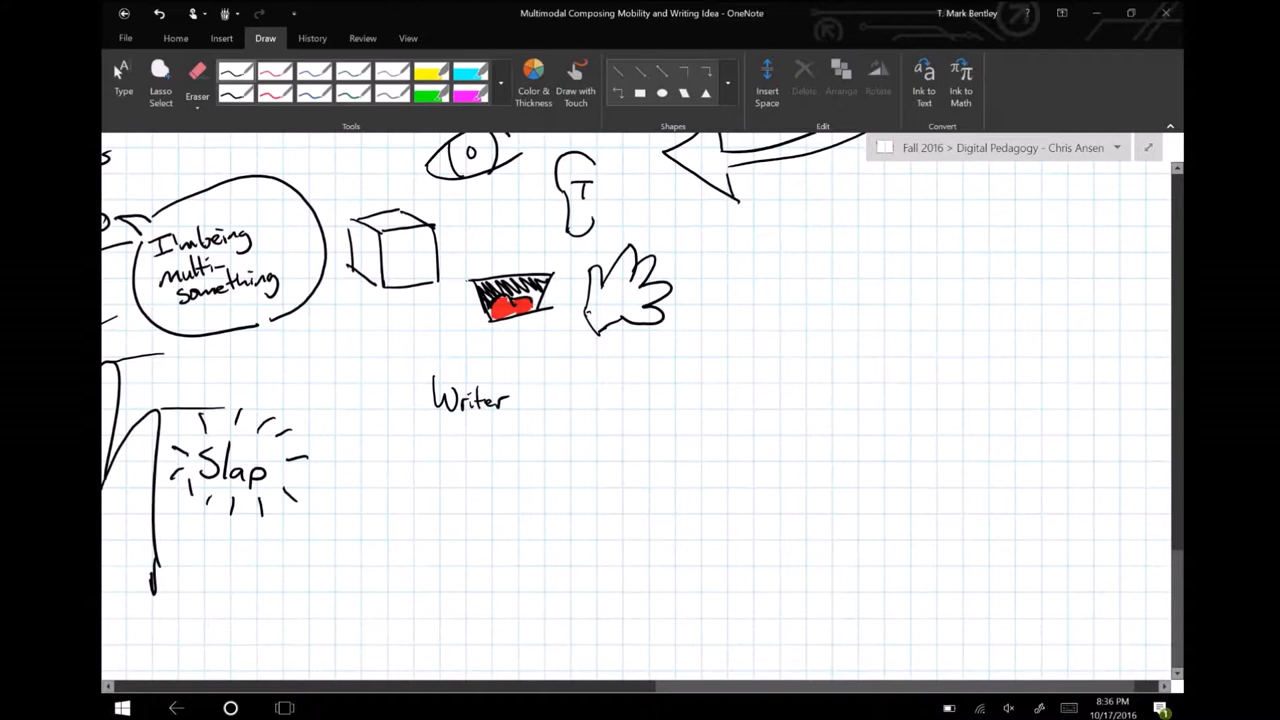 Multimodal Composing Mobility and Writing Idea - OneNote
T. Mark Bentley
?
File
Home
Insert
Draw
History
Review
View
Type
Lasso
Select
Eraser
Color &
Thickness
Draw with
Touch
Insert
Space
Delete
Arrange
Rotate
Ink to
Text
Ink to
Math
Tools
Shapes
Edit
Convert
Fall 2016 > Digital Pedagogy - Chris Ansen
s
I'm being
multi-
something
Writer
Slap
8:36 PM
10/17/2016
1